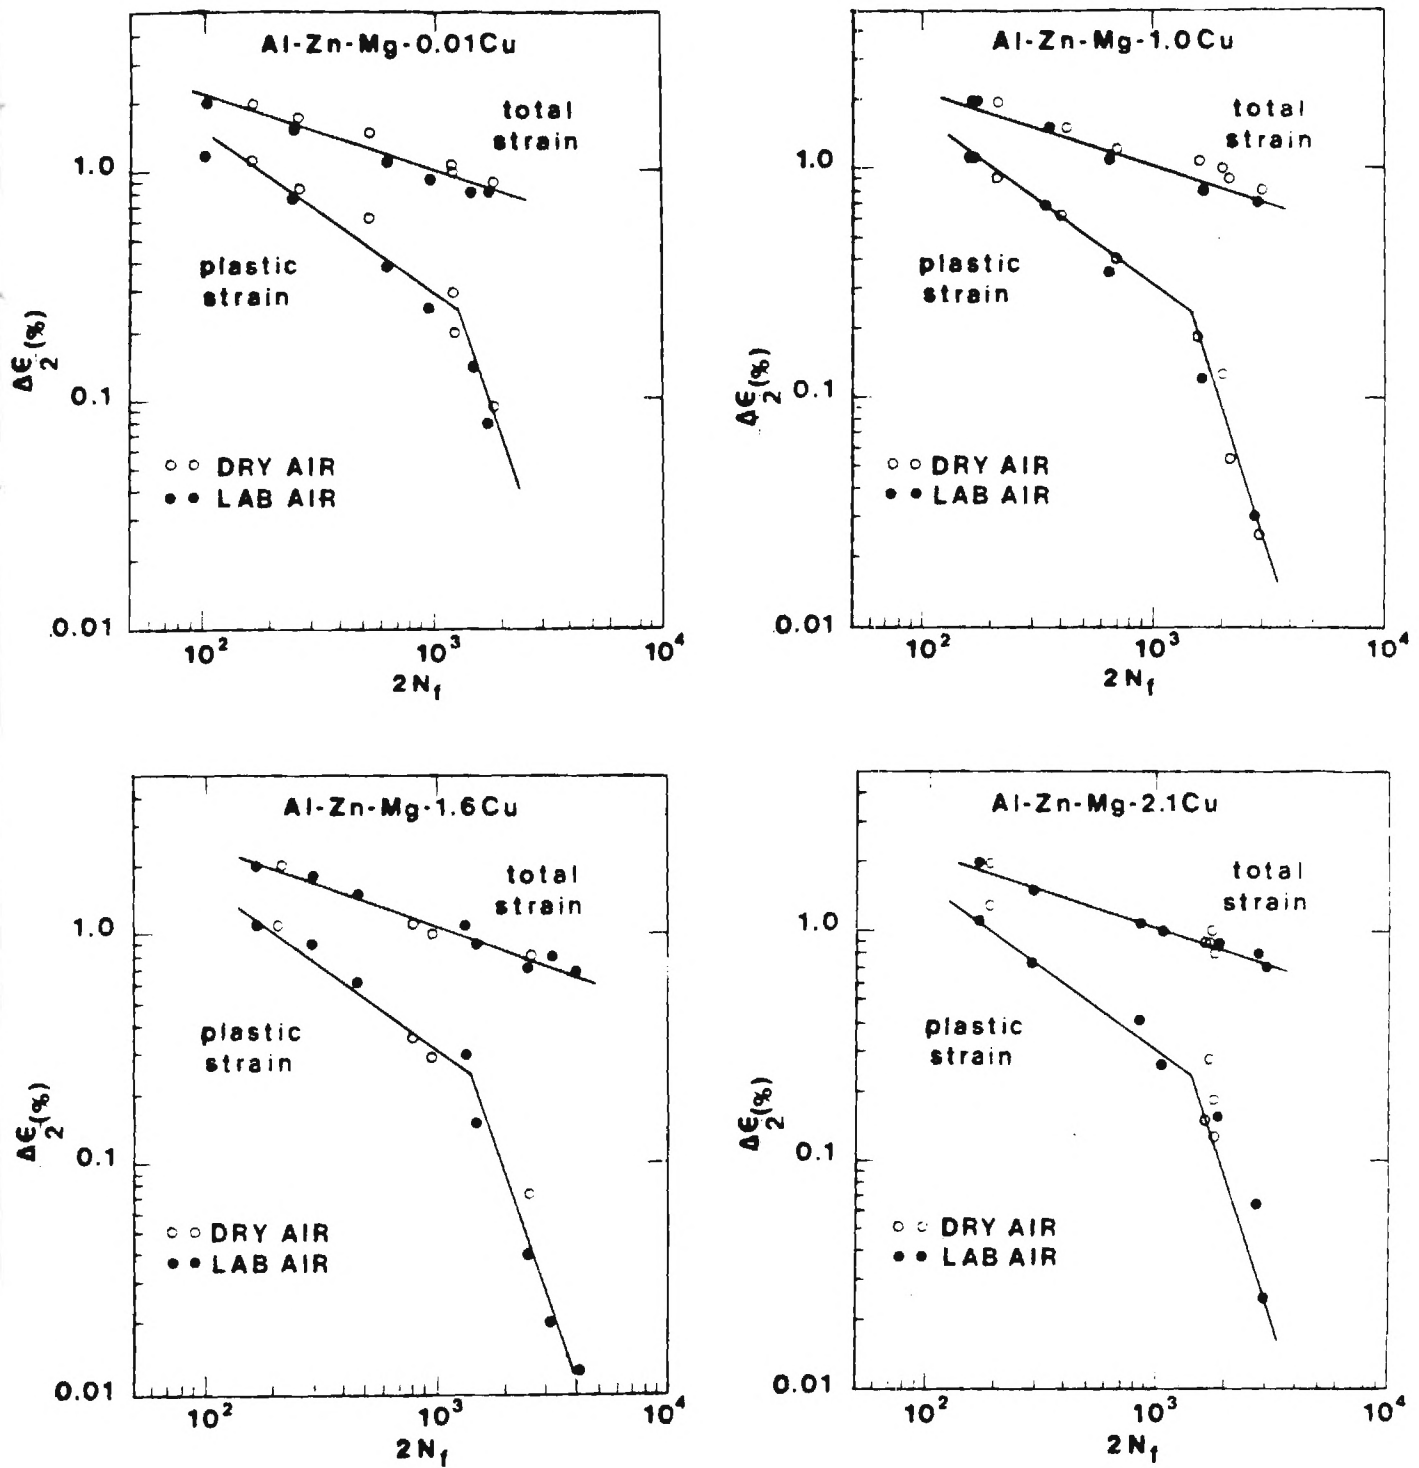 Al-Zn-Mg-0.01Cu
total
strain
1.0
plastic
strain
Δϵ/2 (%)
0.1
○ ○ DRY AIR
● ● LAB AIR
0.01
10² 10³ 10⁴
2N_f
Al-Zn-Mg-1.0Cu
total
strain
1.0
plastic
strain
Δϵ/2 (%)
0.1
○ ○ DRY AIR
● ● LAB AIR
0.01
10² 10³ 10⁴
2N_f
Al-Zn-Mg-1.6Cu
total
strain
1.0
plastic
strain
Δϵ/2 (%)
0.1
○ ○ DRY AIR
● ● LAB AIR
0.01
10² 10³ 10⁴
2N_f
Al-Zn-Mg-2.1Cu
total
strain
1.0
plastic
strain
Δϵ/2 (%)
0.1
○ ○ DRY AIR
● ● LAB AIR
0.01
10² 10³ 10⁴
2N_f